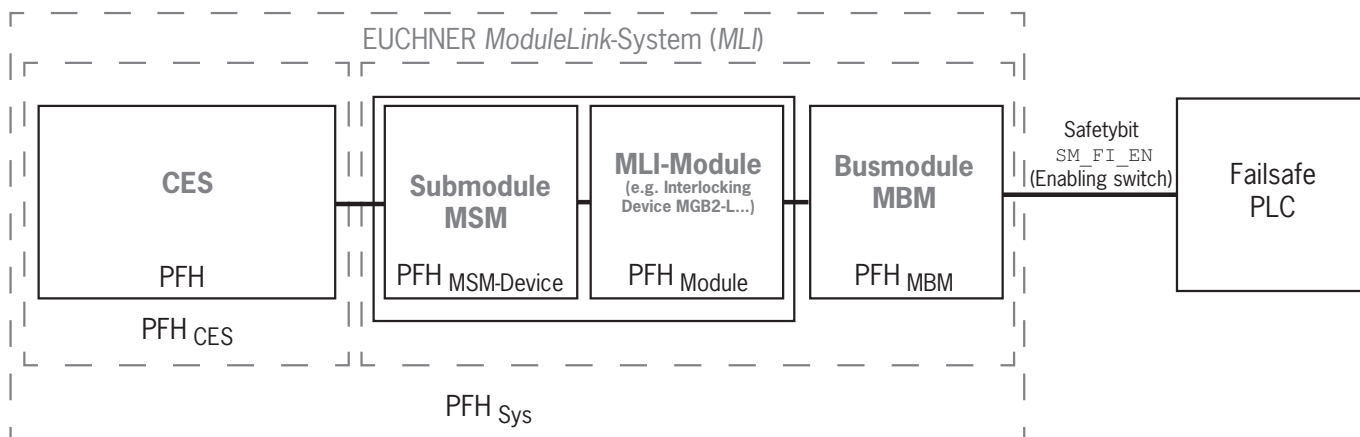 EUCHNER ModuleLink-System (MLI)
CES
PFH
PFH CES
Submodule
MSM
PFH MSM-Device
MLI-Module
(e.g. Interlocking
Device MGB2-L...)
PFH Module
Busmodule
MBM
PFH MBM
PFH Sys
Safetybit
SM_FI_EN
(Enabling switch)
Failsafe
PLC